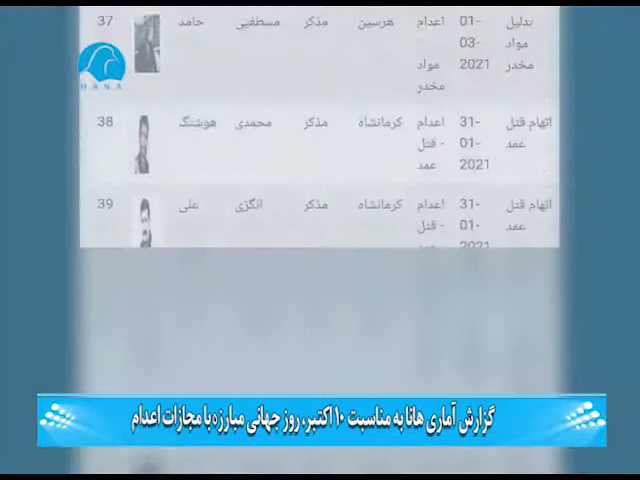 37 حامد مسطفیی مذکر هرسین اعدام 01- بدلیل
03- مواد
مواد 2021 مخدر
مخدر
HANA
38 هوشنگ محمدی مذکر کرمانشاه اعدام 31- اتهام قتل
- قتل 01- عمد
عمد 2021
39 علی انگزی مذکر کرمانشاه اعدام 31- اتهام قتل
- قتل 01- عمد
2021
گزارش آماری هانا به مناسبت ۱۰ اکتبر، روز جهانی مبارزه با مجازات اعدام